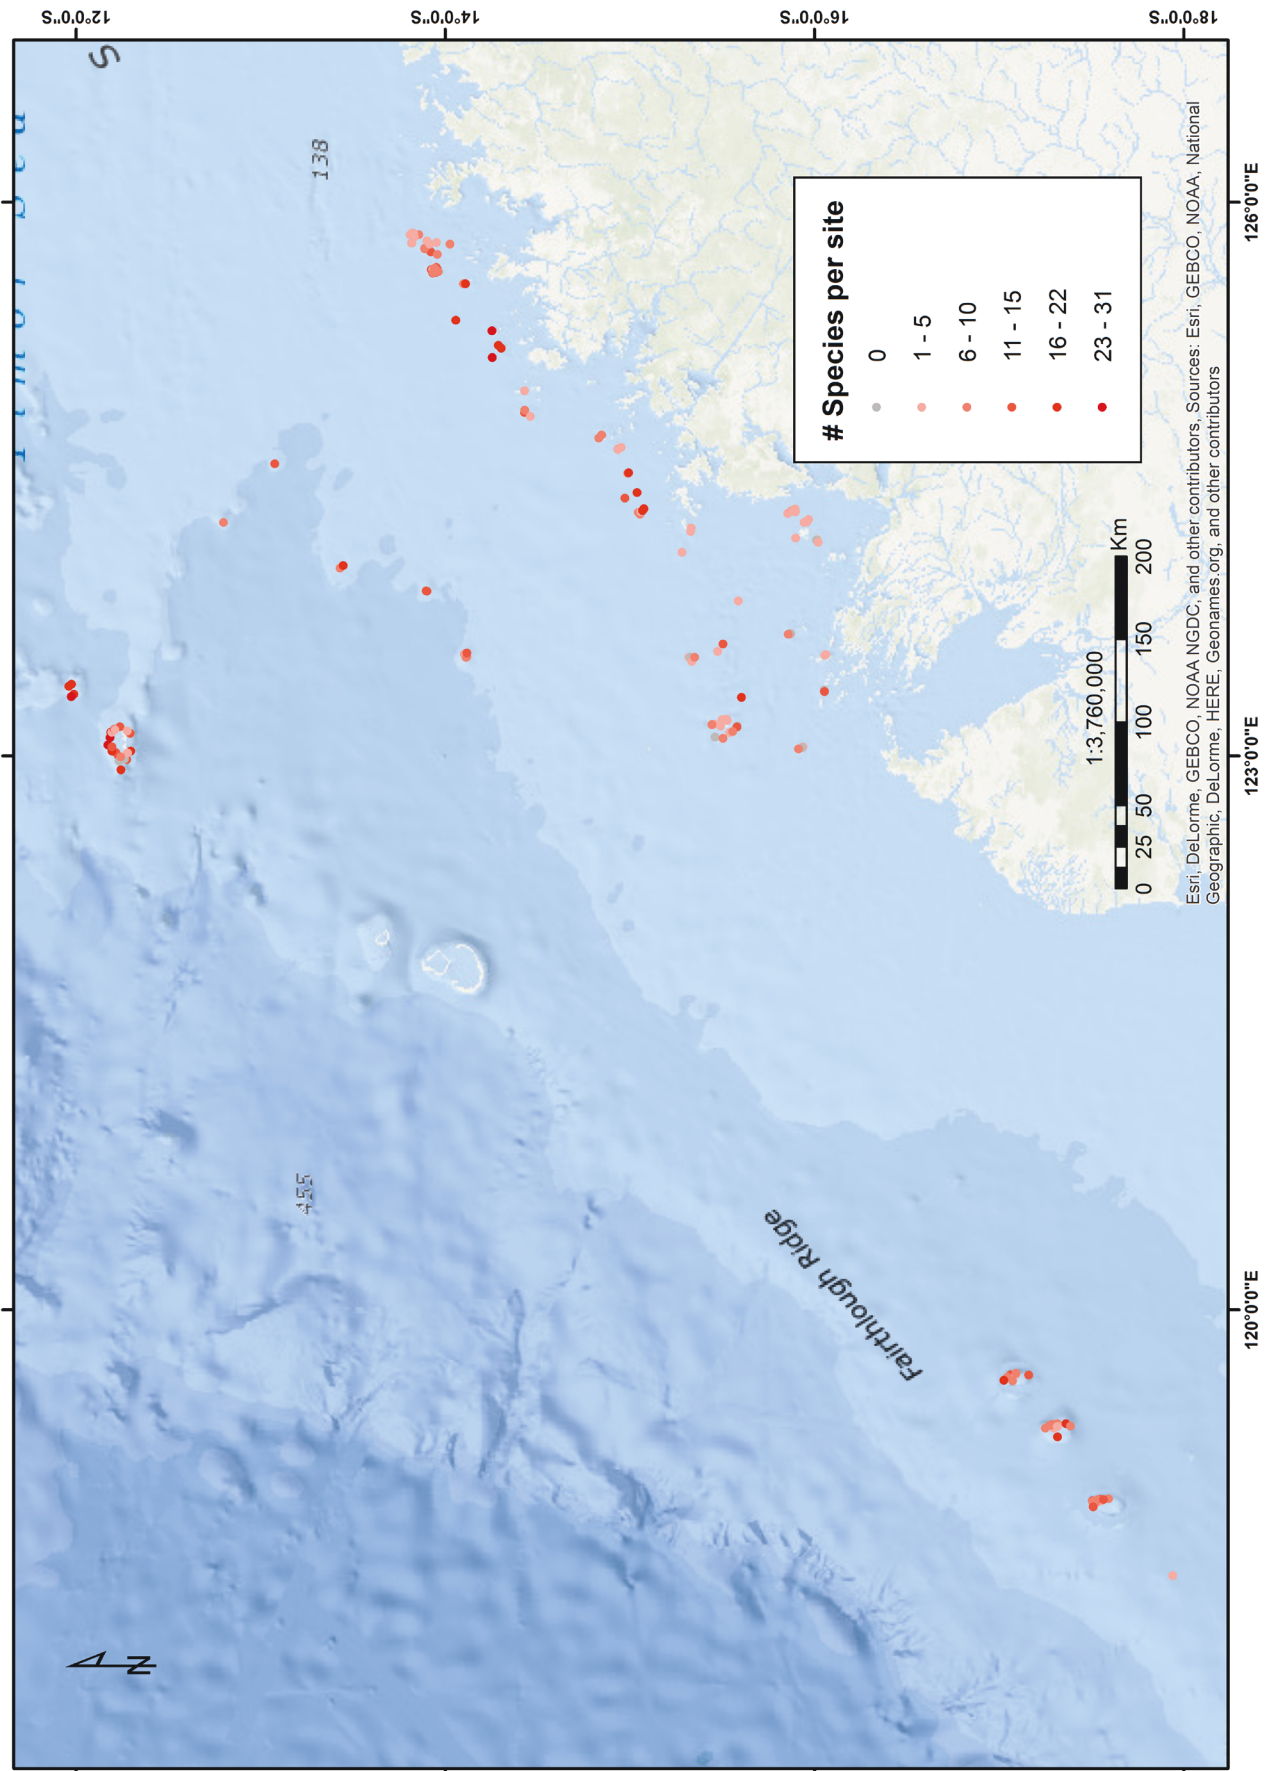 12°0'0"S
14°0'0"S
16°0'0"S
18°0'0"S
Timor Sea
S
138
455
Fairthlough Ridge
N
120°0'0"E
123°0'0"E
126°0'0"E
# Species per site
0
1 - 5
6 - 10
11 - 15
16 - 22
23 - 31
1:3,760,000
0 25 50 100 150 200
Km
Esri, DeLorme, GEBCO, NOAA NGDC, and other contributors, Sources: Esri, GEBCO, NOAA, National
Geographic, DeLorme, HERE, Geonames.org, and other contributors